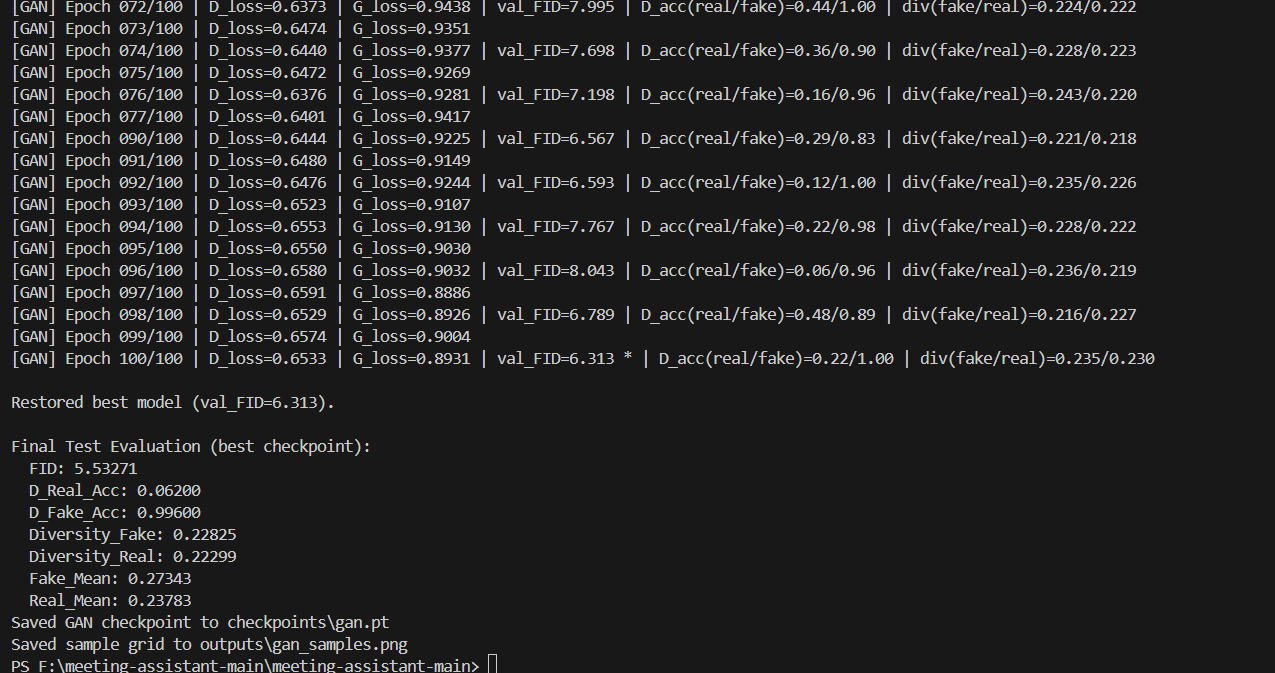 [GAN] Epoch 072/100 | D_loss=0.6373 | G_loss=0.9438 | val_FID=7.995 | D_acc(real/fake)=0.44/1.00 | div(fake/real)=0.224/0.222
[GAN] Epoch 073/100 | D_loss=0.6474 | G_loss=0.9351
[GAN] Epoch 074/100 | D_loss=0.6440 | G_loss=0.9377 | val_FID=7.698 | D_acc(real/fake)=0.36/0.90 | div(fake/real)=0.228/0.223
[GAN] Epoch 075/100 | D_loss=0.6472 | G_loss=0.9269
[GAN] Epoch 076/100 | D_loss=0.6376 | G_loss=0.9281 | val_FID=7.198 | D_acc(real/fake)=0.16/0.96 | div(fake/real)=0.243/0.220
[GAN] Epoch 077/100 | D_loss=0.6401 | G_loss=0.9417
[GAN] Epoch 090/100 | D_loss=0.6444 | G_loss=0.9225 | val_FID=6.567 | D_acc(real/fake)=0.29/0.83 | div(fake/real)=0.221/0.218
[GAN] Epoch 091/100 | D_loss=0.6480 | G_loss=0.9149
[GAN] Epoch 092/100 | D_loss=0.6476 | G_loss=0.9244 | val_FID=6.593 | D_acc(real/fake)=0.12/1.00 | div(fake/real)=0.235/0.226
[GAN] Epoch 093/100 | D_loss=0.6523 | G_loss=0.9107
[GAN] Epoch 094/100 | D_loss=0.6553 | G_loss=0.9130 | val_FID=7.767 | D_acc(real/fake)=0.22/0.98 | div(fake/real)=0.228/0.222
[GAN] Epoch 095/100 | D_loss=0.6550 | G_loss=0.9030
[GAN] Epoch 096/100 | D_loss=0.6580 | G_loss=0.9032 | val_FID=8.043 | D_acc(real/fake)=0.06/0.96 | div(fake/real)=0.236/0.219
[GAN] Epoch 097/100 | D_loss=0.6591 | G_loss=0.8886
[GAN] Epoch 098/100 | D_loss=0.6529 | G_loss=0.8926 | val_FID=6.789 | D_acc(real/fake)=0.48/0.89 | div(fake/real)=0.216/0.227
[GAN] Epoch 099/100 | D_loss=0.6574 | G_loss=0.9004
[GAN] Epoch 100/100 | D_loss=0.6533 | G_loss=0.8931 | val_FID=6.313 * | D_acc(real/fake)=0.22/1.00 | div(fake/real)=0.235/0.230
Restored best model (val_FID=6.313).
Final Test Evaluation (best checkpoint):
FID: 5.53271
D_Real_Acc: 0.06200
D_Fake_Acc: 0.99600
Diversity_Fake: 0.22825
Diversity_Real: 0.22299
Fake_Mean: 0.27343
Real_Mean: 0.23783
Saved GAN checkpoint to checkpoints\gan.pt
Saved sample grid to outputs\gan_samples.png
PS F:\meeting-assistant-main\meeting-assistant-main>